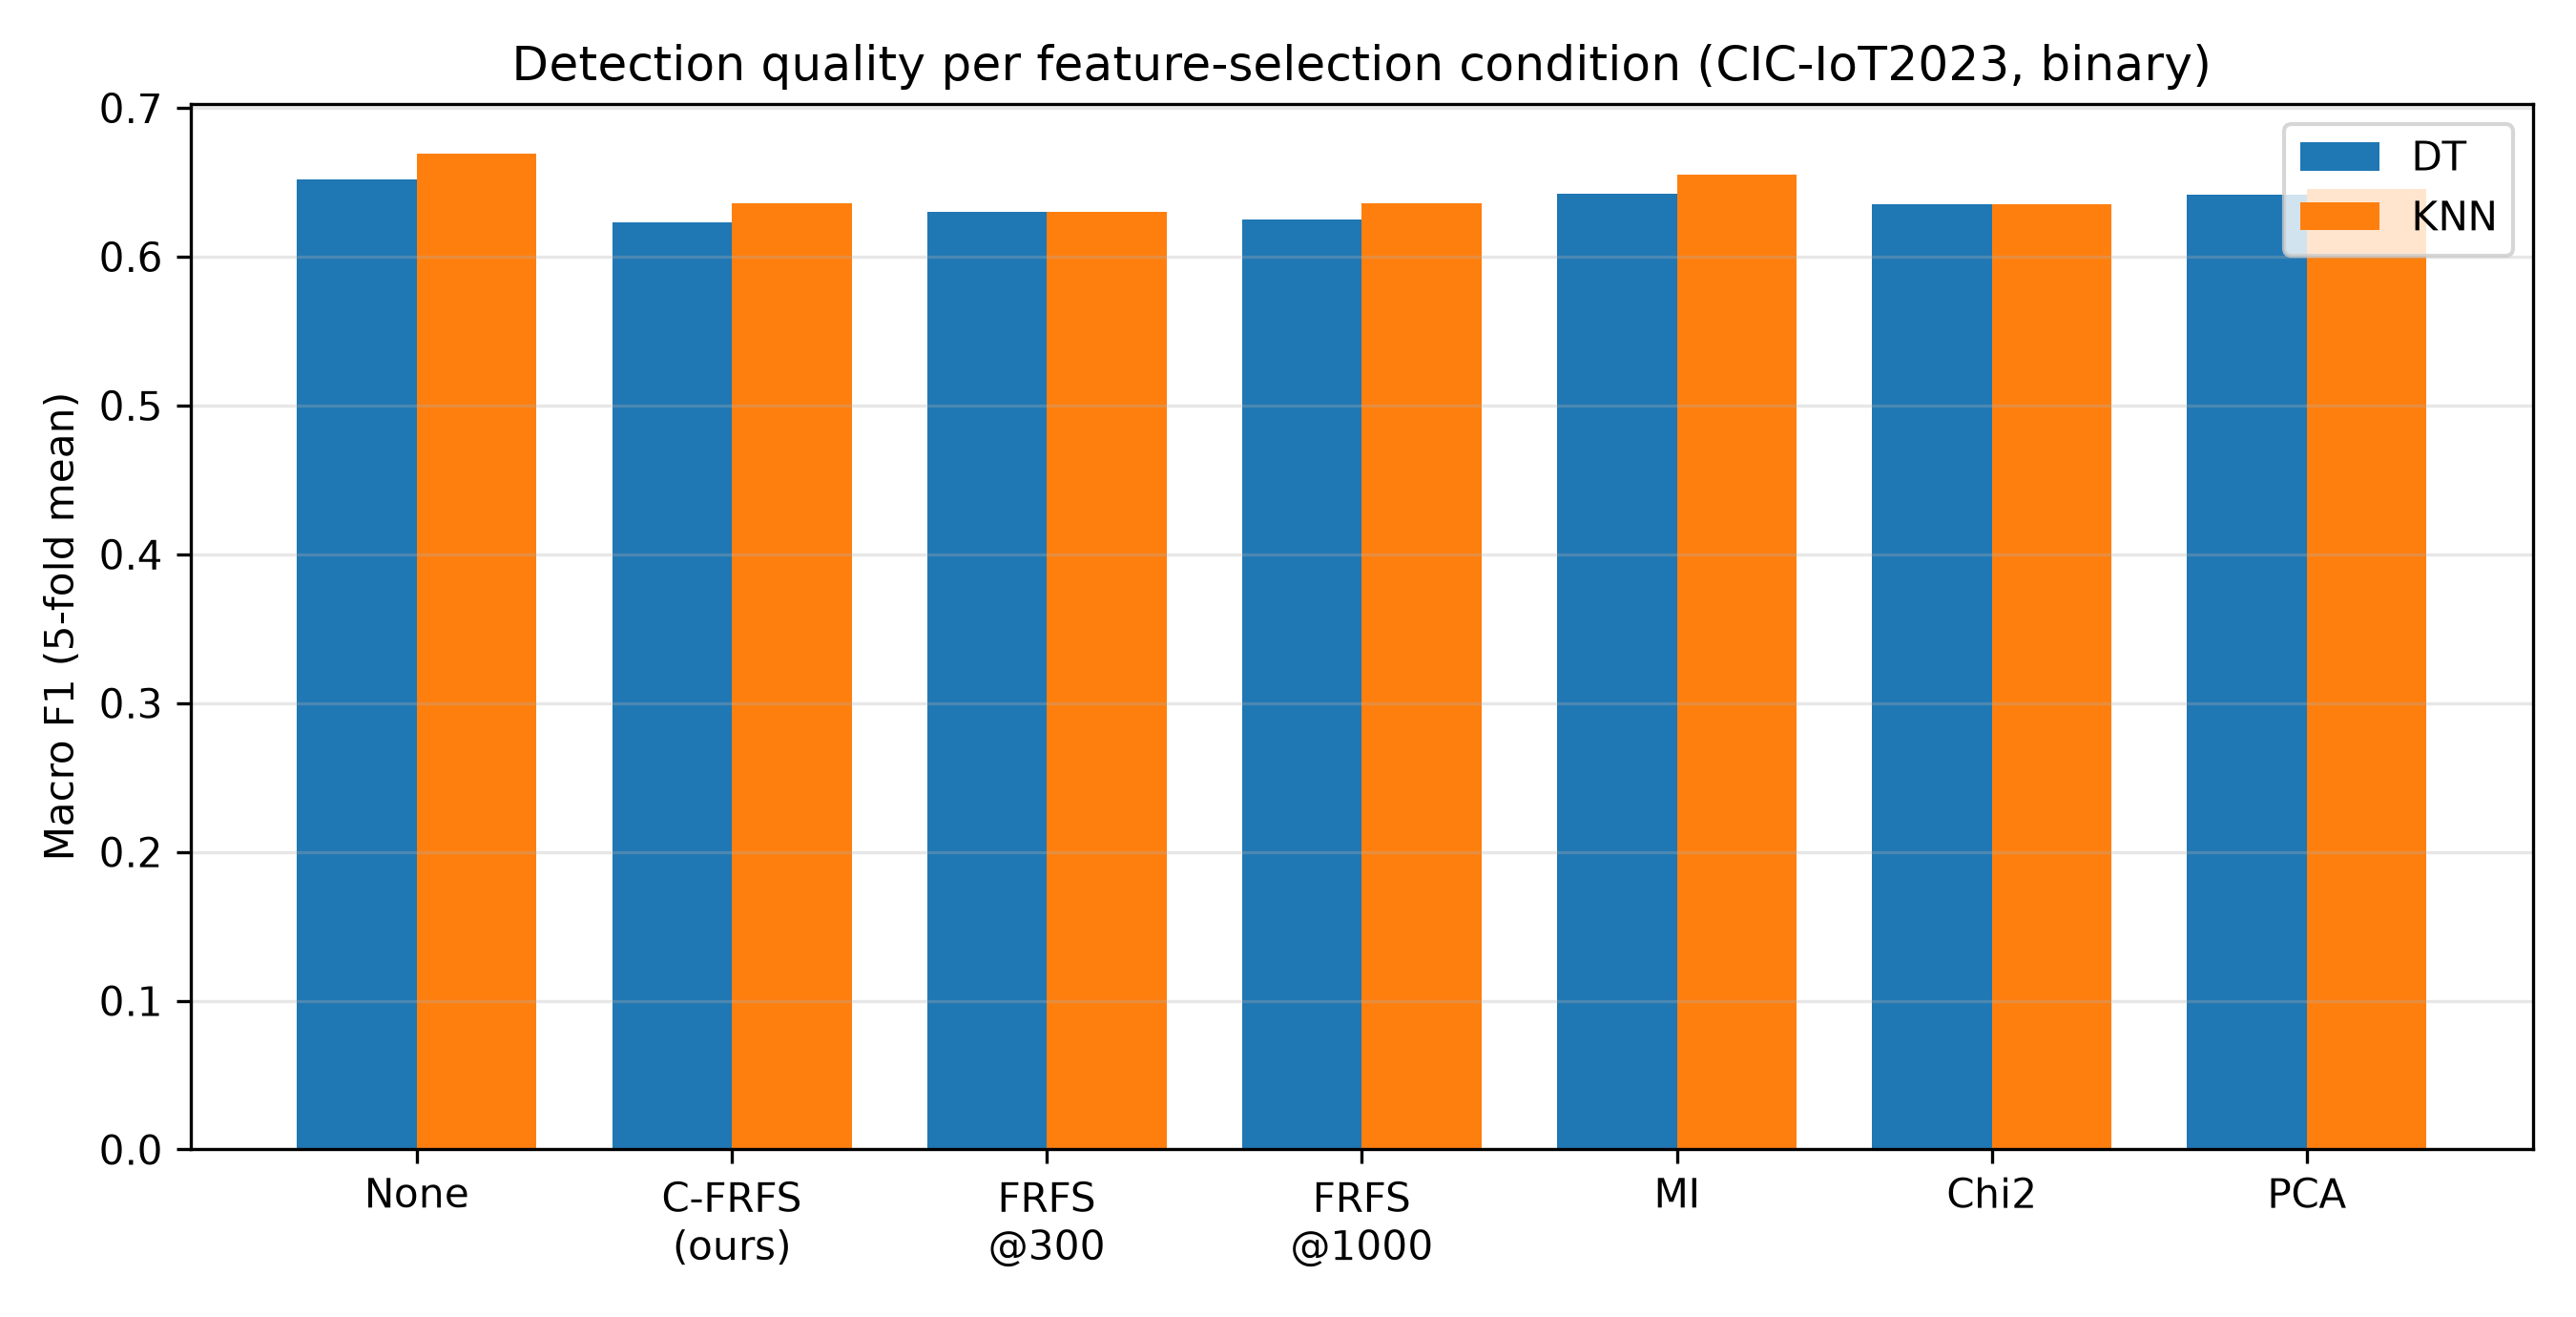 Detection quality per feature-selection condition (CIC-IoT2023, binary)
Macro F1 (5-fold mean)
0.7
0.6
0.5
0.4
0.3
0.2
0.1
0.0
DT
KNN
None
C-FRFS
(ours)
FRFS
@300
FRFS
@1000
MI
Chi2
PCA